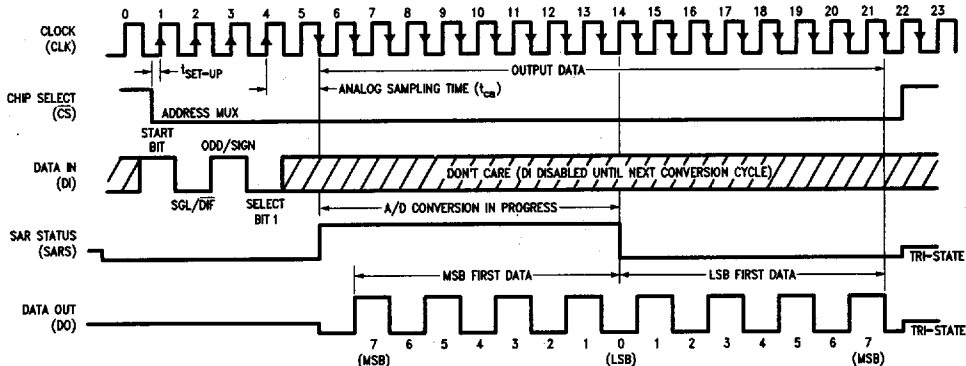 0 1 2 3 4 5 6 7 8 9 10 11 12 13 14 15 16 17 18 19 20 21 22 23
CLOCK
(CLK)
tSET-UP
OUTPUT DATA
ANALOG SAMPLING TIME (tca)
CHIP SELECT
(CS)
ADDRESS MUX
START
BIT
ODD/SIGN
DATA IN
(DI)
DON'T CARE (DI DISABLED UNTIL NEXT CONVERSION CYCLE)
SGL/DIF
SELECT
BIT 1
A/D CONVERSION IN PROGRESS
SAR STATUS
(SARS)
TRI-STATE
MSB FIRST DATA
LSB FIRST DATA
DATA OUT
(DO)
TRI-STATE
7 6 5 4 3 2 1 0 1 2 3 4 5 6 7
(MSB) (LSB) (MSB)